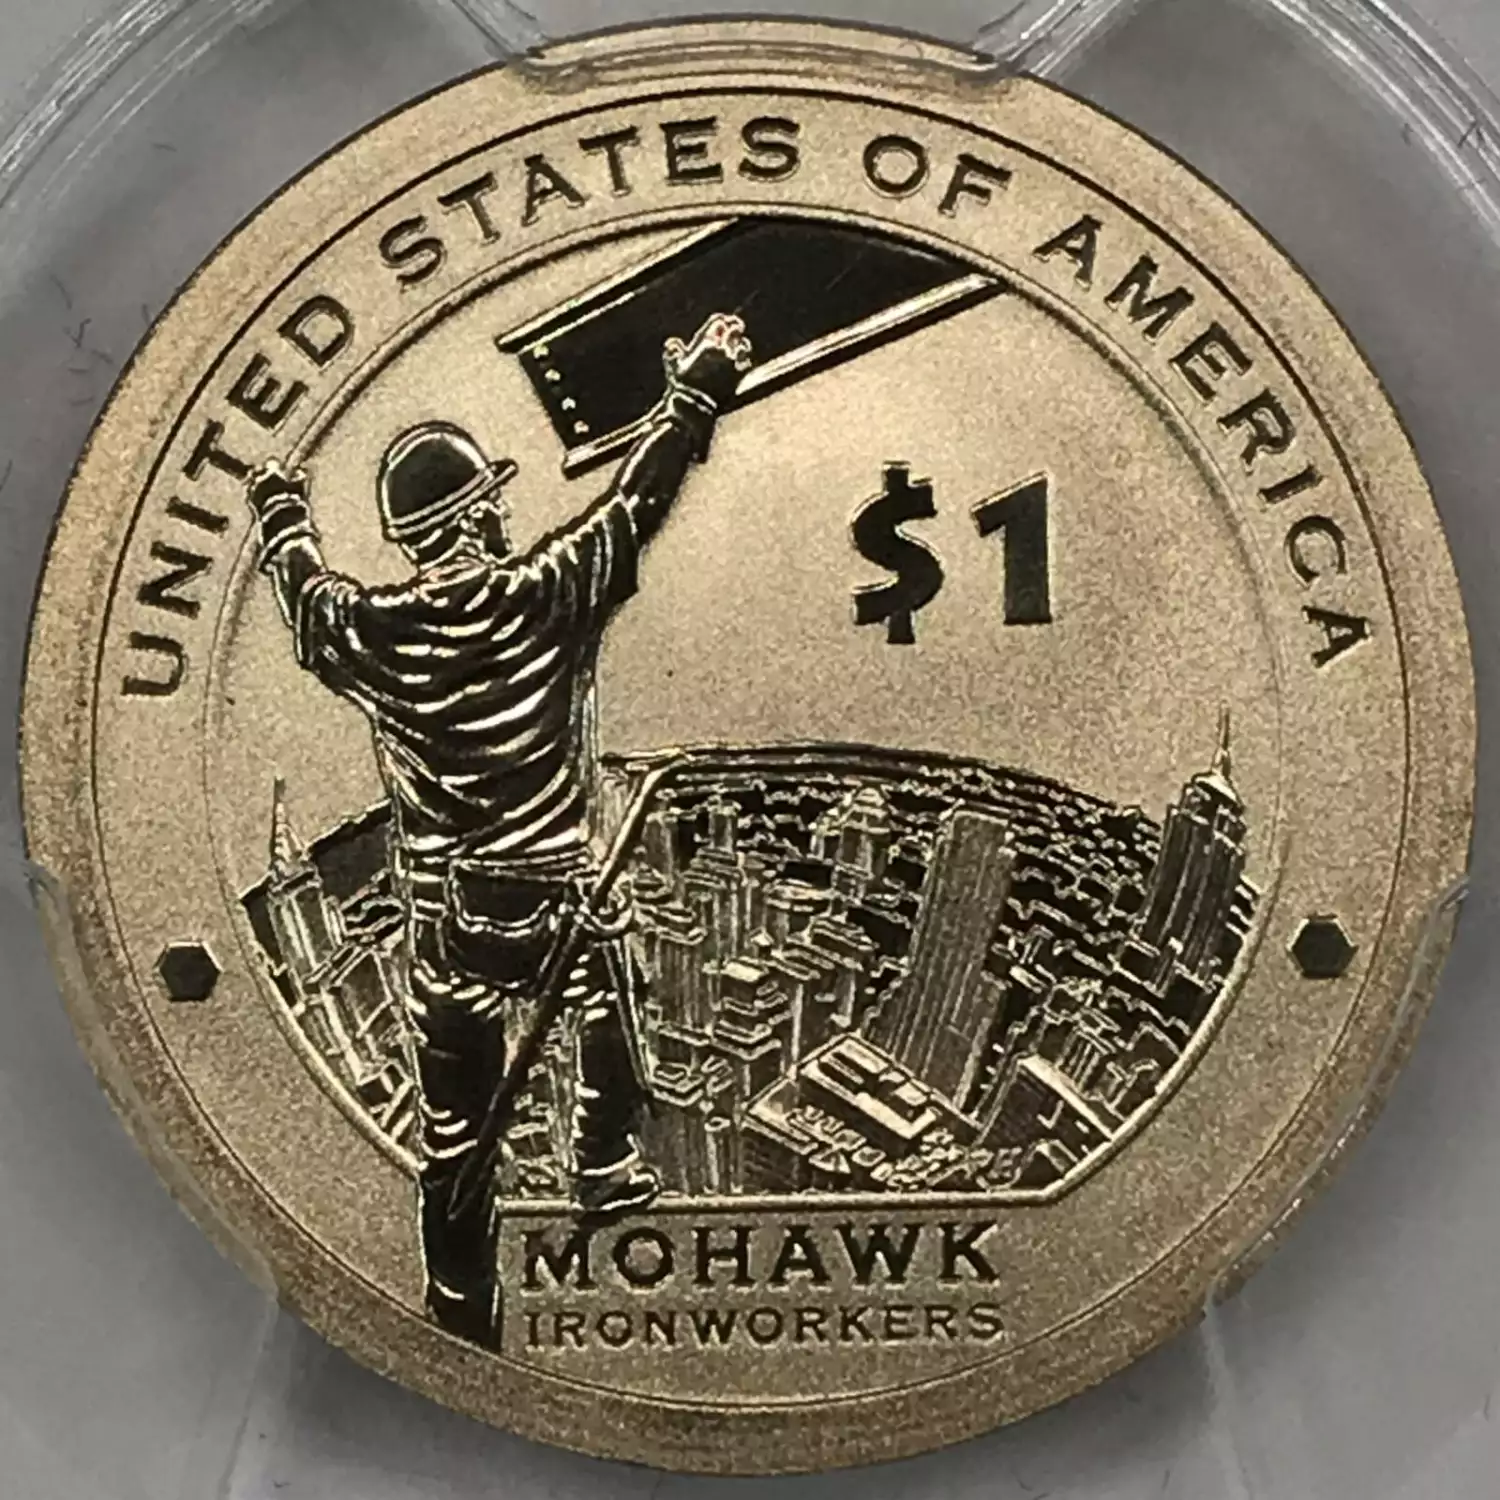 UNITED STATES OF AMERICA
$1
MOHAWK
IRONWORKERS